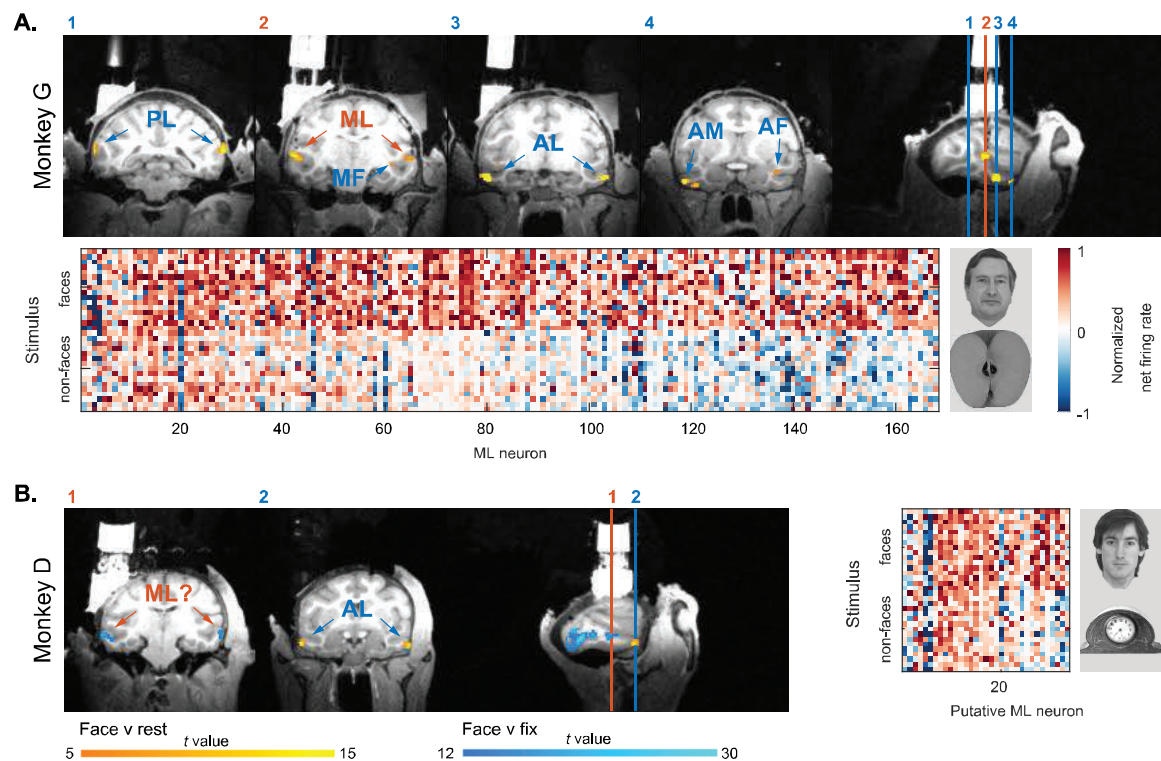 A.
1
2
3
4
1 2 3 4
Monkey G
PL
ML
MF
AL
AM
AF
Stimulus
faces
non-faces
20
40
60
80
100
120
140
160
ML neuron
1
0
-1
Normalized
net firing rate
B.
1
2
1 2
Monkey D
ML?
AL
Stimulus
faces
non-faces
20
Putative ML neuron
Face v rest
t value
5
15
Face v fix
t value
12
30